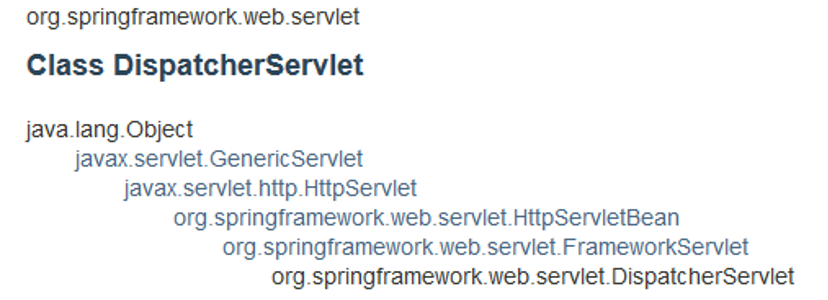 org.springframework.web.servlet
Class DispatcherServlet
java.lang.Object
javax.servlet.GenericServlet
javax.servlet.http.HttpServlet
org.springframework.web.servlet.HttpServletBean
org.springframework.web.servlet.FrameworkServlet
org.springframework.web.servlet.DispatcherServlet